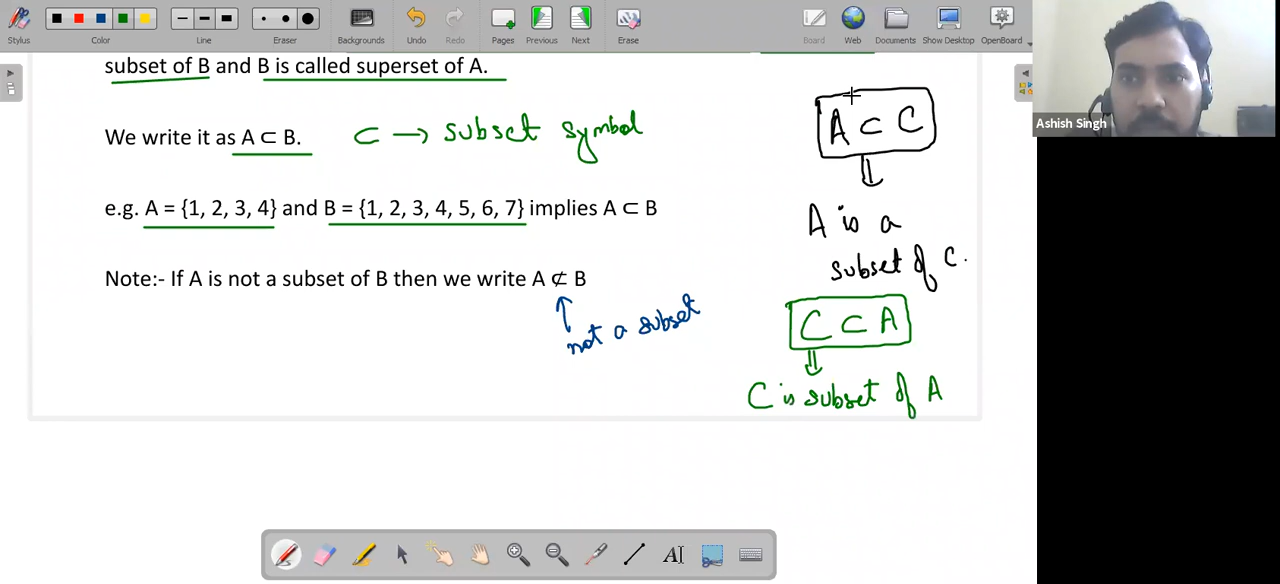 Stylus
Color
Line
Eraser
Backgrounds
Undo
Redo
Pages
Previous
Next
Erase
Board
Web
Documents
Show Desktop
OpenBoard
Ashish Singh
subset of B and B is called superset of A.
We write it as A ⊂ B.
⊂ → subset symbol
e.g. A = {1, 2, 3, 4} and B = {1, 2, 3, 4, 5, 6, 7} implies A ⊂ B
Note:- If A is not a subset of B then we write A ⊄ B
↑
not a subset
A ⊂ C
⇓
A is a
subset of C.
C ⊂ A
⇓
C is subset of A
AI